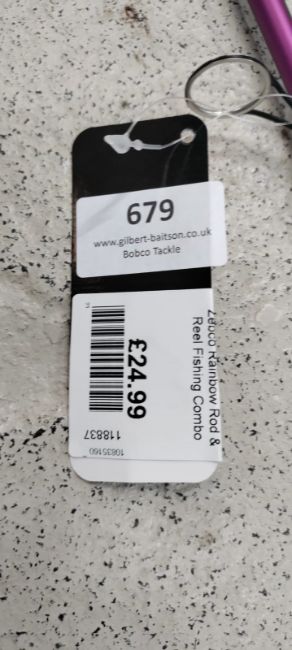 679
www.gilbert-baitson.co.uk
Bobco Tackle
Zebco Rainbow Rod &
Reel Fishing Combo
£24.99
118837
10835160